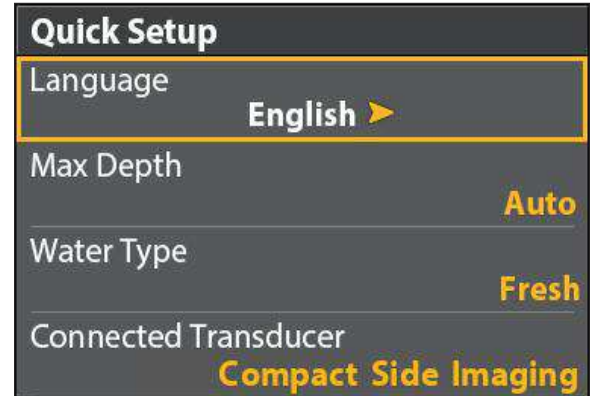 Quick Setup
Language
English
Max Depth
Auto
Water Type
Fresh
Connected Transducer
Compact Side Imaging